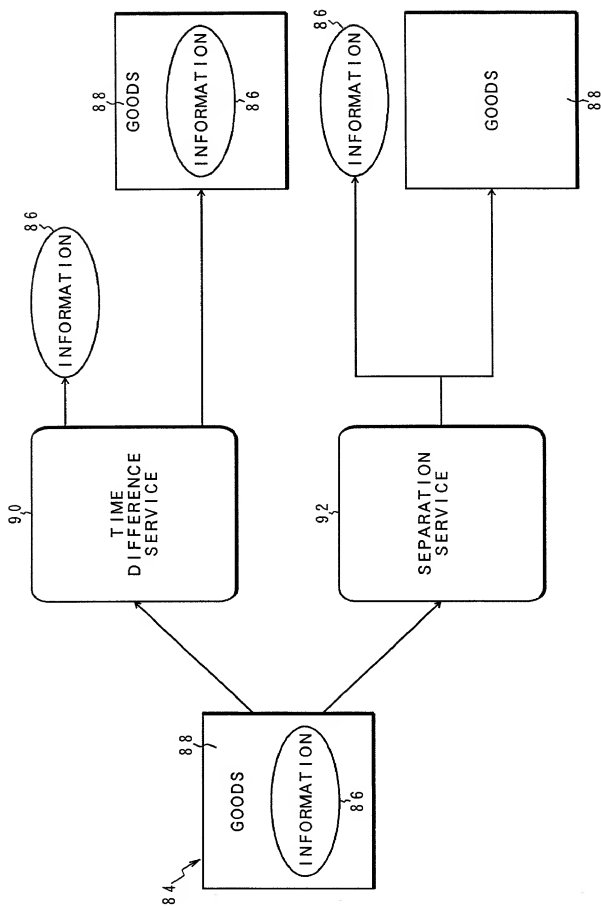 84
GOODS
88
INFORMATION
86
90
TIME
DIFFERENCE
SERVICE
INFORMATION
86
88
GOODS
INFORMATION
86
92
SEPARATION
SERVICE
INFORMATION
86
GOODS
88